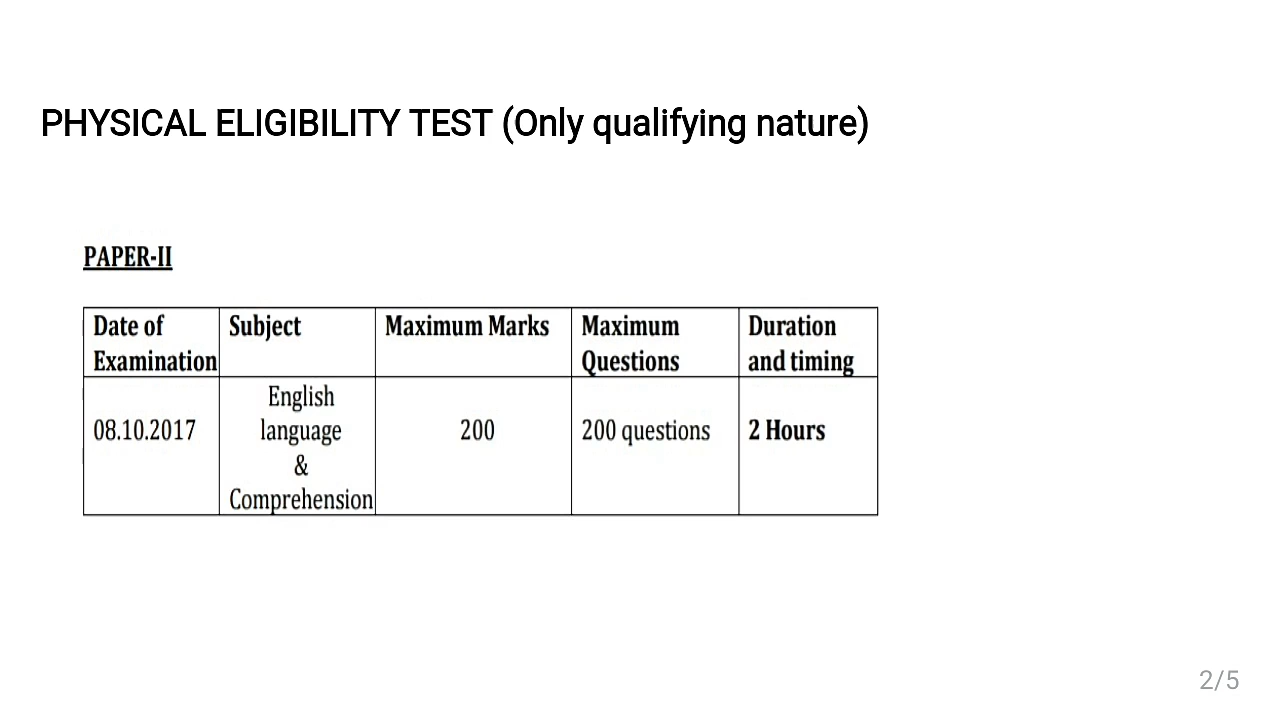 PHYSICAL ELIGIBILITY TEST (Only qualifying nature)
PAPER-II
Date of Examination Subject Maximum Marks Maximum Questions Duration and timing
08.10.2017 English language & Comprehension 200 200 questions 2 Hours
2/5